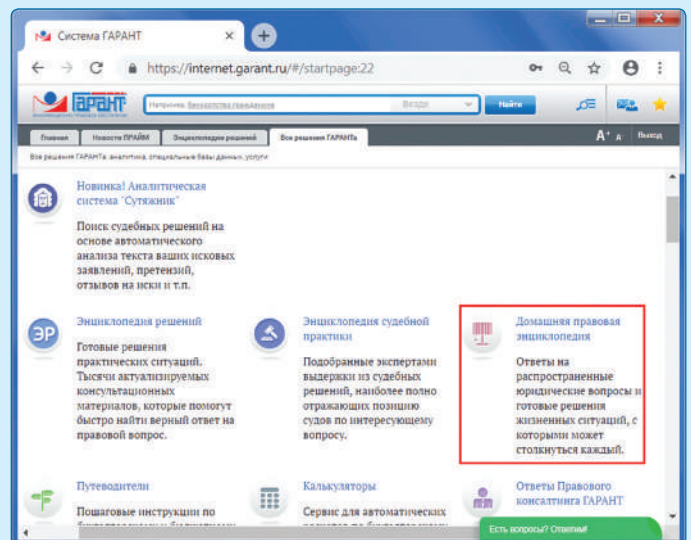 Система ГАРАНТ
https://internet.garant.ru/#/startpage:22
ГАРАНТ
Например, Банкротство гражданина
Везде
Найти
Главная
Новости ПРАЙМ
Энциклопедия решений
Все решения ГАРАНТа
A+ A-
Выход
Все решения ГАРАНТа: аналитика, специальные базы данных, услуги
Новинка! Аналитическая
система "Сутяжник"
Поиск судебных решений на
основе автоматического
анализа текста ваших исковых
заявлений, претензий,
отзывов на иски и т.п.
ЭР
Энциклопедия решений
Готовые решения
практических ситуаций.
Тысячи актуализируемых
консультационных
материалов, которые помогут
быстро найти верный ответ на
правовой вопрос.
Энциклопедия судебной
практики
Подобранные экспертами
выдержки из судебных
решений, наиболее полно
отражающих позицию
судов по интересующему
вопросу.
Домашняя правовая
энциклопедия
Ответы на
распространенные
юридические вопросы и
готовые решения
жизненных ситуаций, с
которыми может
столкнуться каждый.
Путеводители
Пошаговые инструкции по
Калькуляторы
Сервис для автоматических
Ответы Правового
консалтинга ГАРАНТ
Есть вопросы? Ответим!